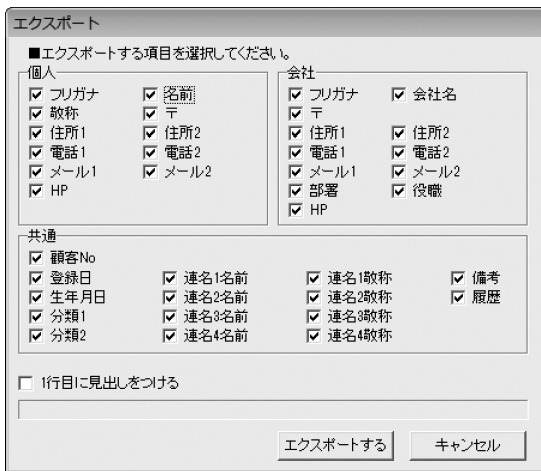 エクスポート
■エクスポートする項目を選択してください。
個人
フリガナ 名前
敬称 〒
住所1 住所2
電話1 電話2
メール1 メール2
HP
会社
フリガナ 会社名
〒
住所1 住所2
電話1 電話2
メール1 メール2
部署 役職
HP
共通
顧客No
登録日 連名1名前 連名1敬称 備考
生年月日 連名2名前 連名2敬称 履歴
分類1 連名3名前 連名3敬称
分類2 連名4名前 連名4敬称
1行目に見出しをつける
エクスポートする キャンセル